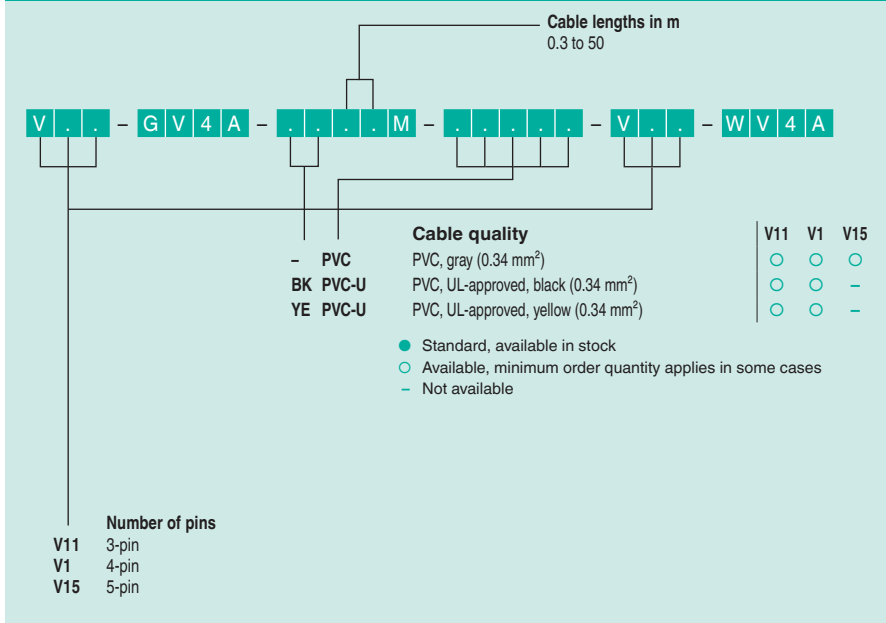 Cable lengths in m
0.3 to 50
V . . – G V 4 A – . . . . M – . . . . . – V . . – W V 4 A
Cable quality V11 V1 V15
– PVC PVC, gray (0.34 mm²) ○ ○ ○
BK PVC-U PVC, UL-approved, black (0.34 mm²) ○ ○ –
YE PVC-U PVC, UL-approved, yellow (0.34 mm²) ○ ○ –
● Standard, available in stock
○ Available, minimum order quantity applies in some cases
– Not available
Number of pins
V11 3-pin
V1 4-pin
V15 5-pin